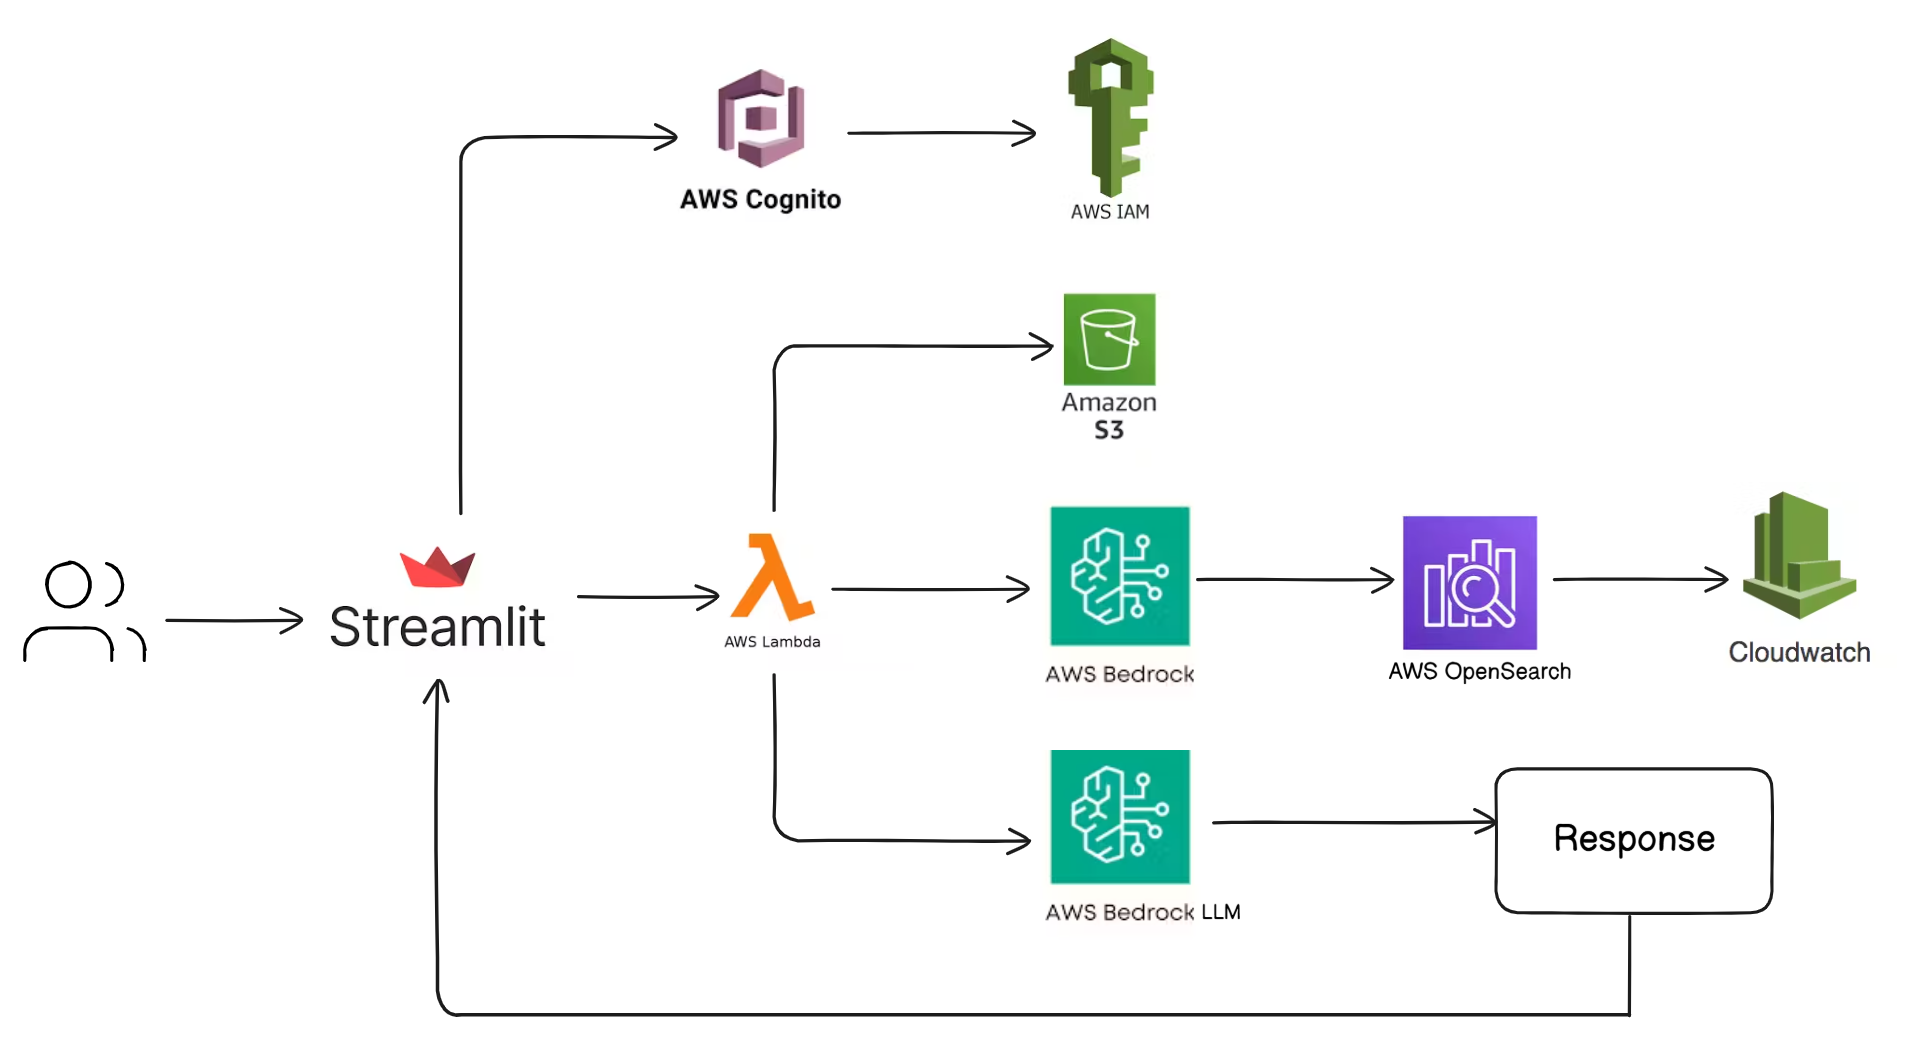 AWS Cognito
AWS IAM
Amazon
S3
Streamlit
AWS Lambda
AWS Bedrock
AWS OpenSearch
Cloudwatch
AWS Bedrock LLM
Response